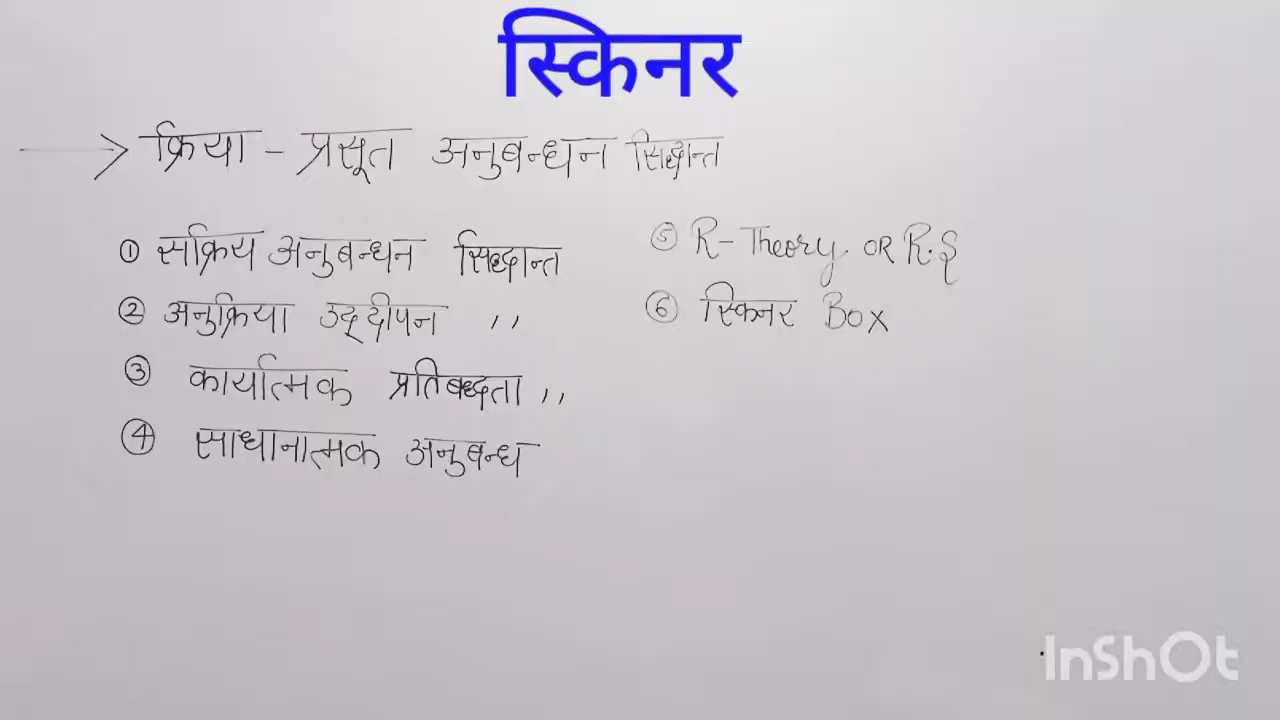 स्किनर
क्रिया - प्रसूत अनुबन्धन सिद्धान्त
① सक्रिय अनुबन्धन सिद्धान्त
② अनुक्रिया उद्दीपन ,,
③ कार्यात्मक प्रतिबद्धता ,,
④ साधानात्मक अनुबन्ध
⑤ R-Theory OR R.S
⑥ स्किनर Box
InShOt